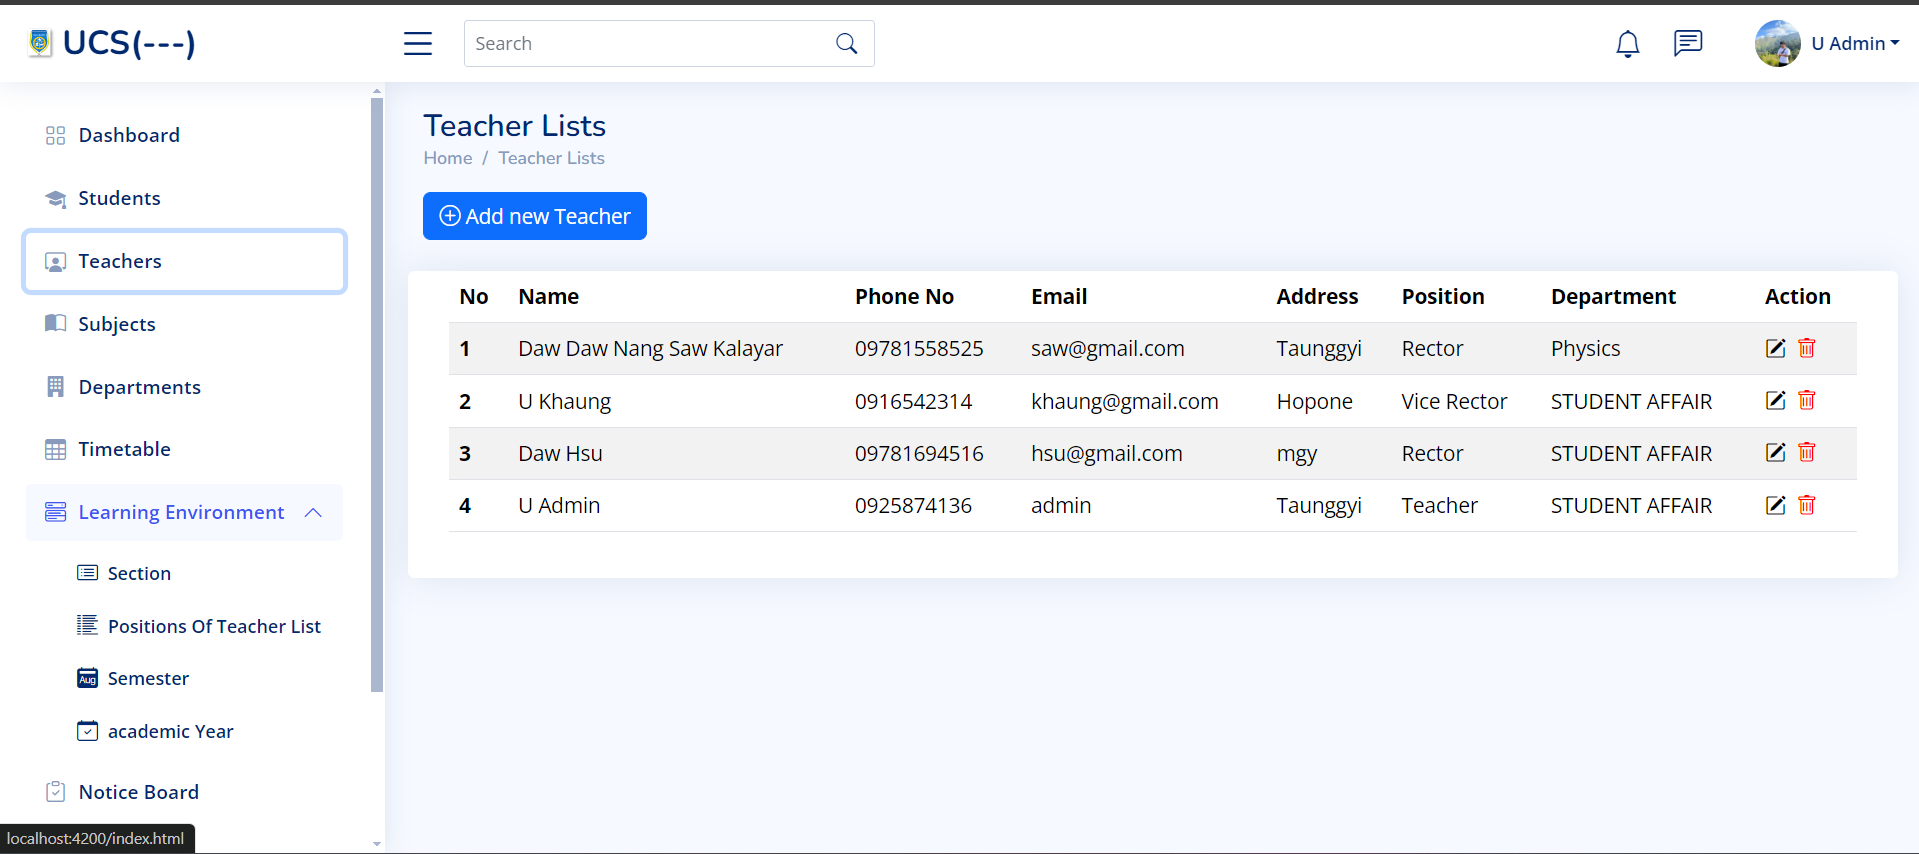 UCS(---)
Search
U Admin
Dashboard
Students
Teachers
Subjects
Departments
Timetable
Learning Environment
Section
Positions Of Teacher List
Aug
Semester
academic Year
Notice Board
localhost:4200/index.html
Teacher Lists
Home / Teacher Lists
Add new Teacher
No Name Phone No Email Address Position Department Action
1 Daw Daw Nang Saw Kalayar 09781558525 saw@gmail.com Taunggyi Rector Physics
2 U Khaung 0916542314 khaung@gmail.com Hopone Vice Rector STUDENT AFFAIR
3 Daw Hsu 09781694516 hsu@gmail.com mgy Rector STUDENT AFFAIR
4 U Admin 0925874136 admin Taunggyi Teacher STUDENT AFFAIR